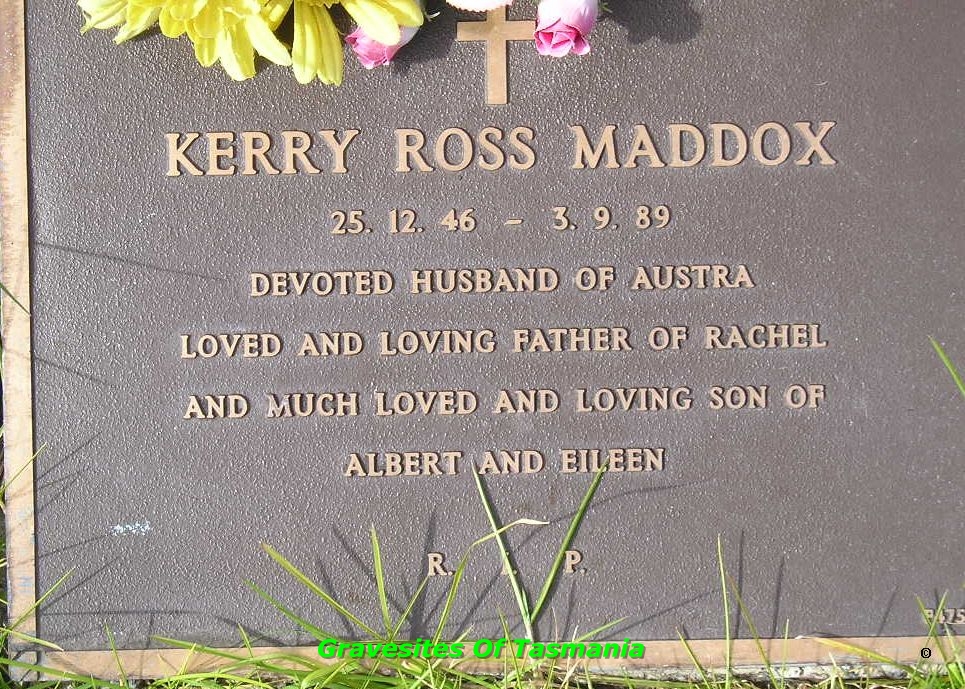 KERRY ROSS MADDOX
25. 12. 46 – 3. 9. 89
DEVOTED HUSBAND OF AUSTRA
LOVED AND LOVING FATHER OF RACHEL
AND MUCH LOVED AND LOVING SON OF
ALBERT AND EILEEN
R. P.
Gravesites Of Tasmania
©